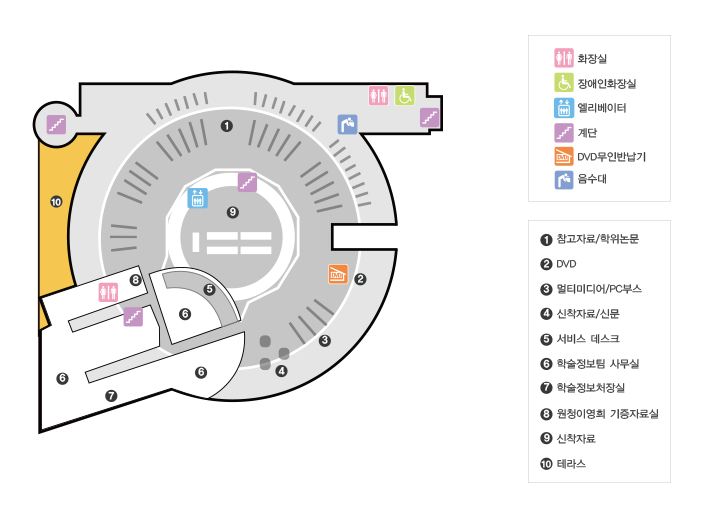 화장실
장애인화장실
엘리베이터
계단
DVD무인반납기
음수대
1 참고자료/학위논문
2 DVD
3 멀티미디어/PC부스
4 신착자료/신문
5 서비스 데스크
6 학술정보팀 사무실
7 학술정보처장실
8 원청이영희 기증자료실
9 신착자료
10 테라스
1
10
9
DVD
2
8
5
6
3
4
6
6
7